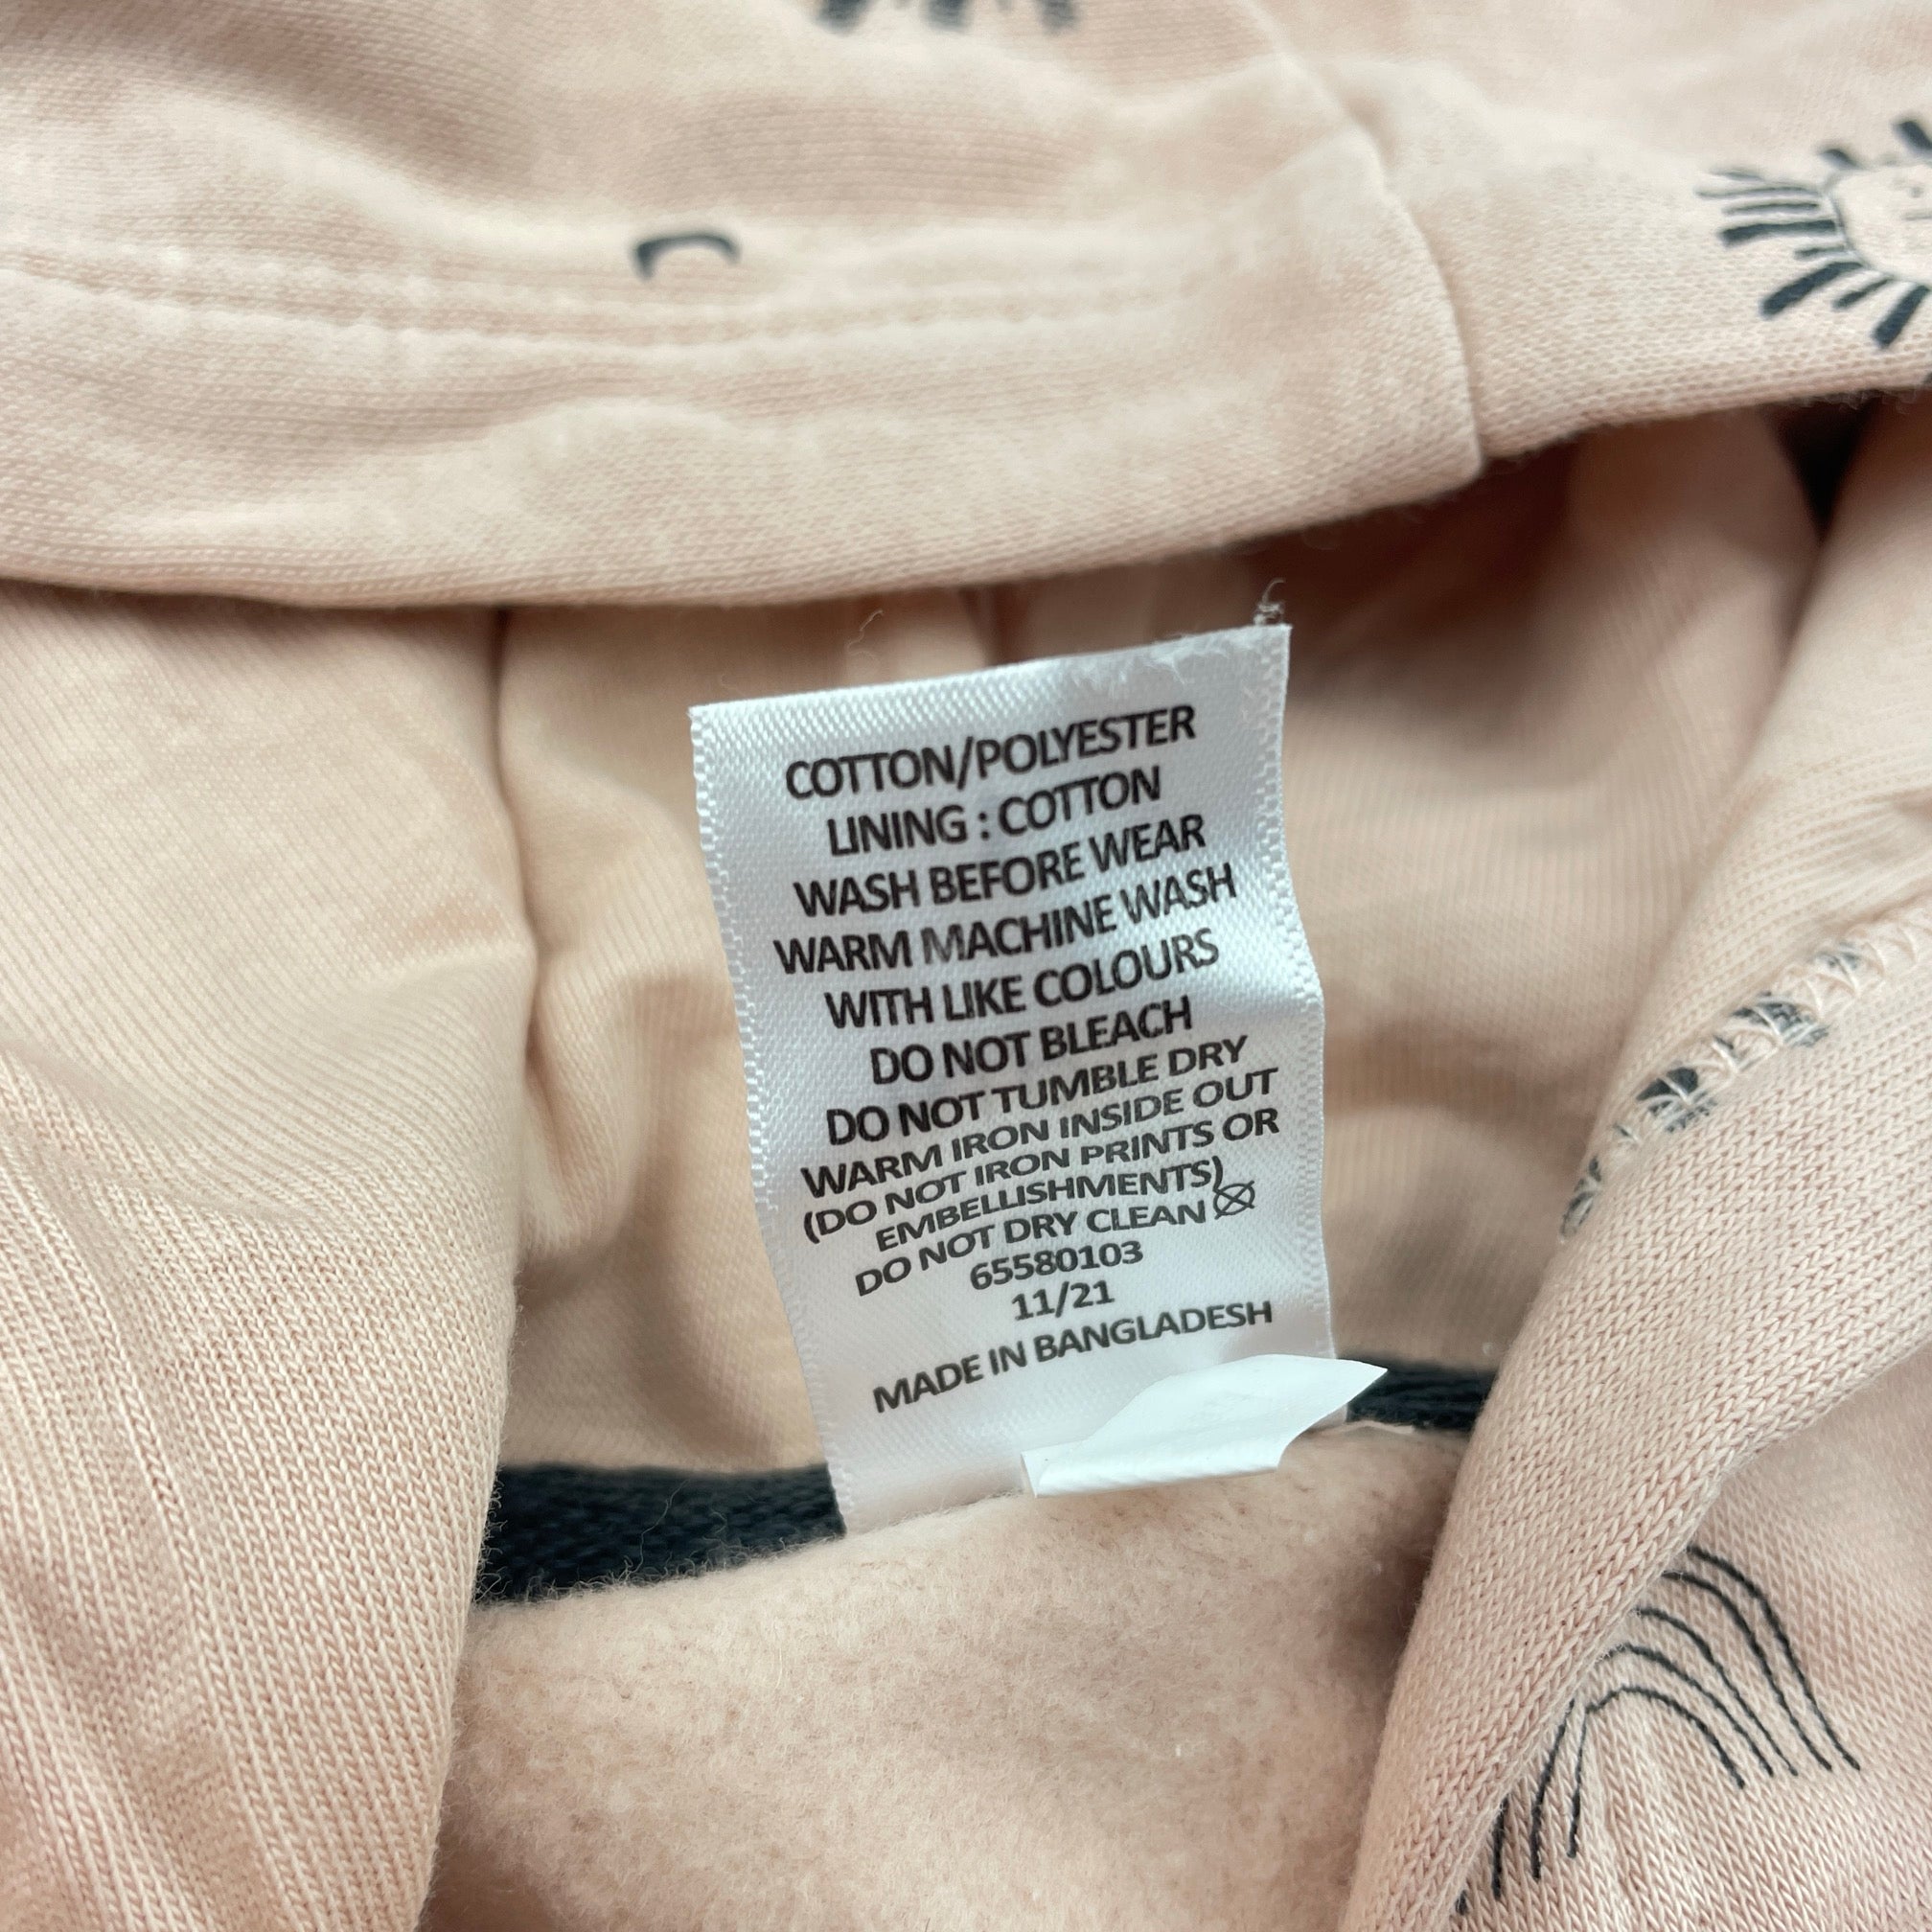 COTTON/POLYESTER
LINING : COTTON
WASH BEFORE WEAR
WARM MACHINE WASH
WITH LIKE COLOURS
DO NOT BLEACH
DO NOT TUMBLE DRY
WARM IRON INSIDE OUT
(DO NOT IRON PRINTS OR
EMBELLISHMENTS)
DO NOT DRY CLEAN
65580103
11/21
MADE IN BANGLADESH